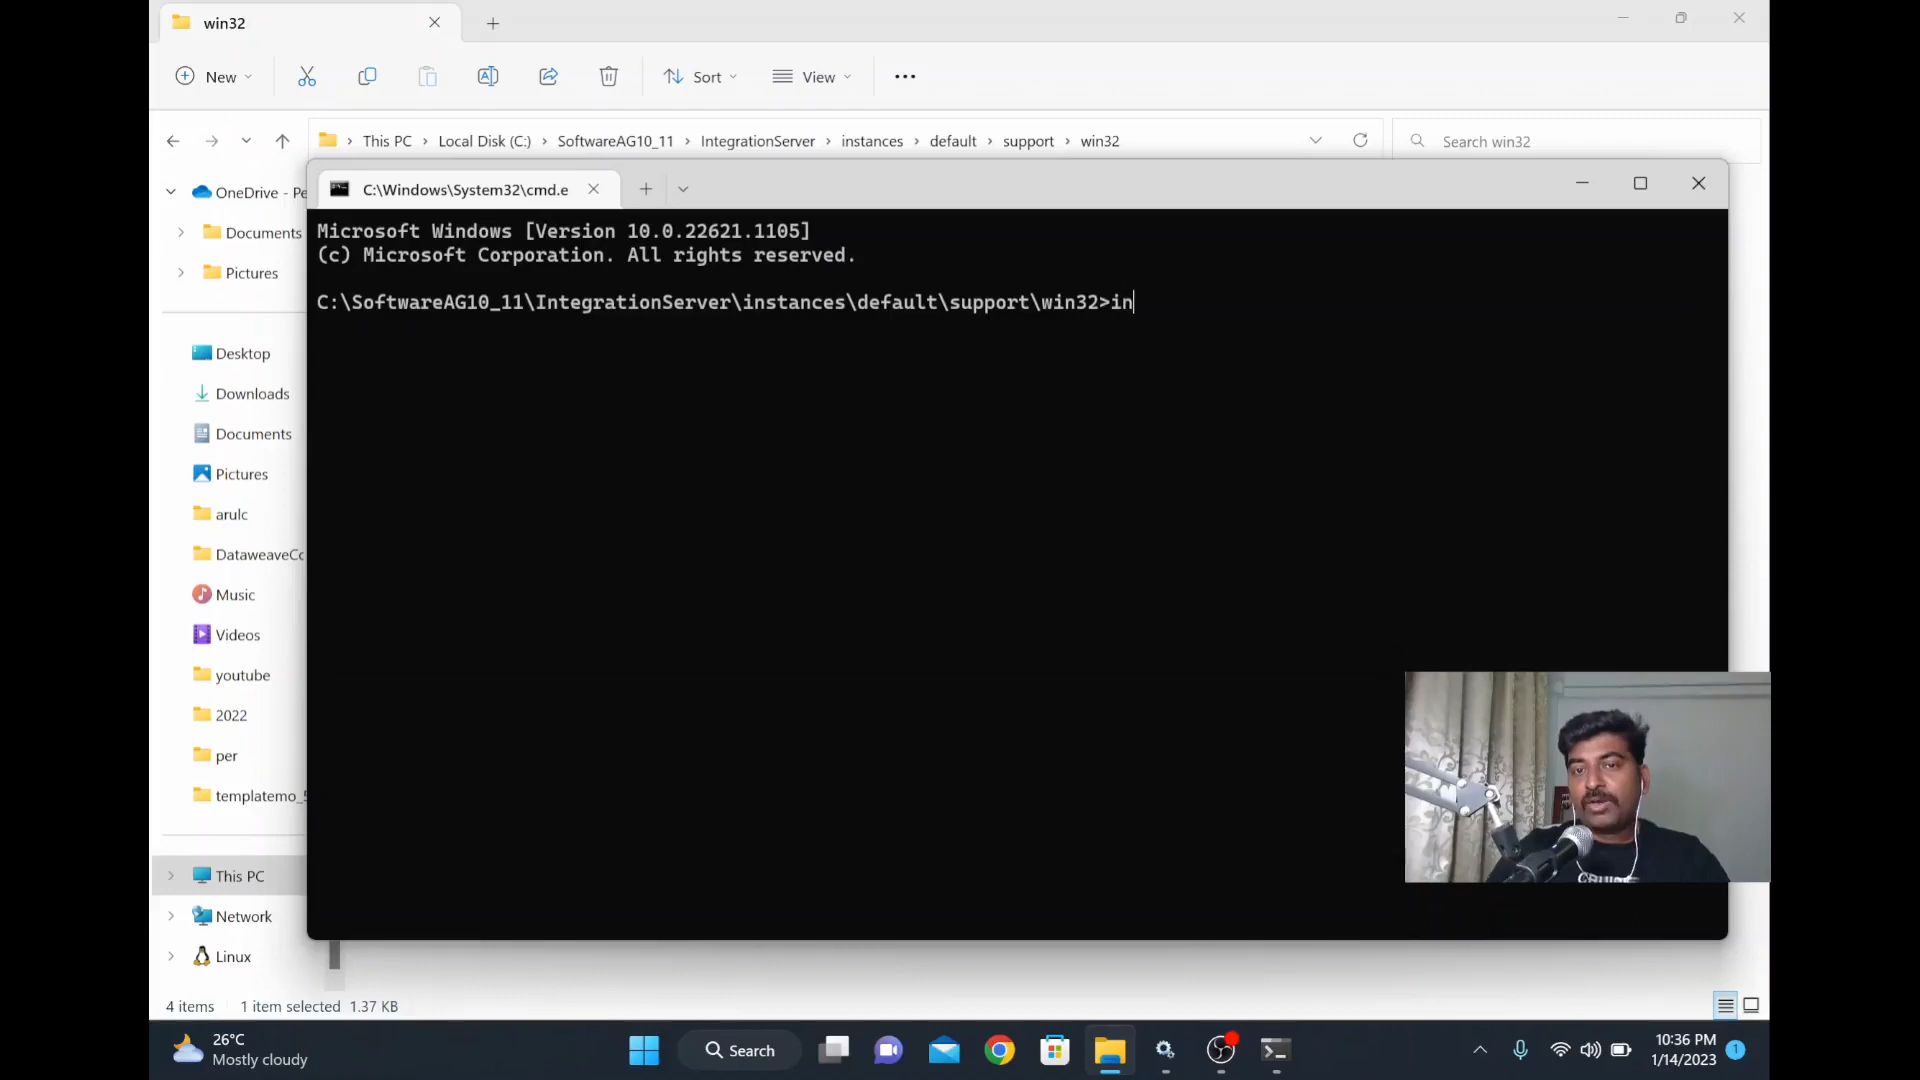 win32
New
Sort
View
This PC
Local Disk (C:)
SoftwareAG10_11
IntegrationServer
instances
default
support
win32
Search win32
OneDrive - Pe
Documents
Pictures
Desktop
Downloads
Documents
Pictures
arulc
DataweaveCo
Music
Videos
youtube
2022
per
templatemo_5
This PC
Network
Linux
C:\Windows\System32\cmd.e
Microsoft Windows [Version 10.0.22621.1105]
(c) Microsoft Corporation. All rights reserved.
C:\SoftwareAG10_11\IntegrationServer\instances\default\support\win32>in
4 items 1 item selected 1.37 KB
26°C
Mostly cloudy
Search
10:36 PM
1/14/2023
1